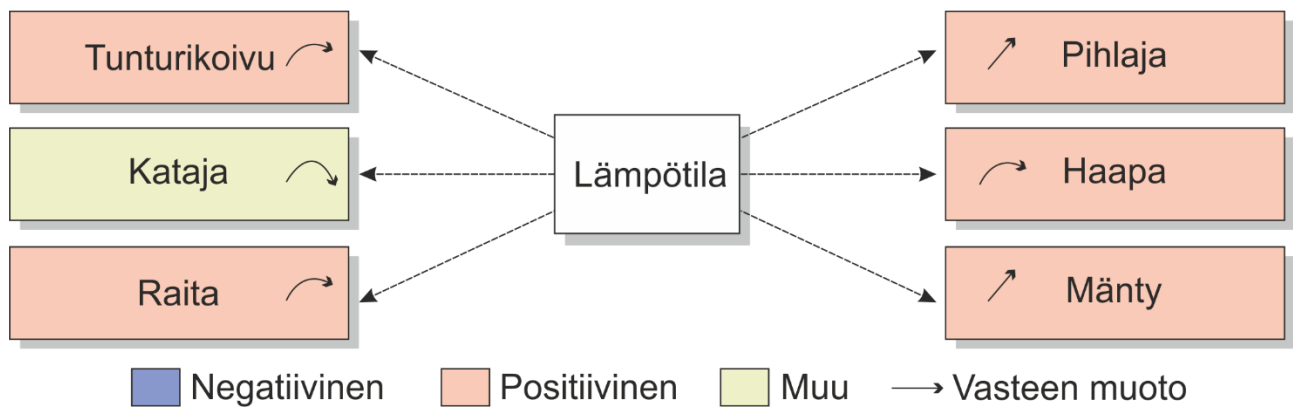 Tunturikoivu
Kataja
Raita
Lämpötila
Pihlaja
Haapa
Mänty
Negatiivinen Positiivinen Muu Vasteen muoto